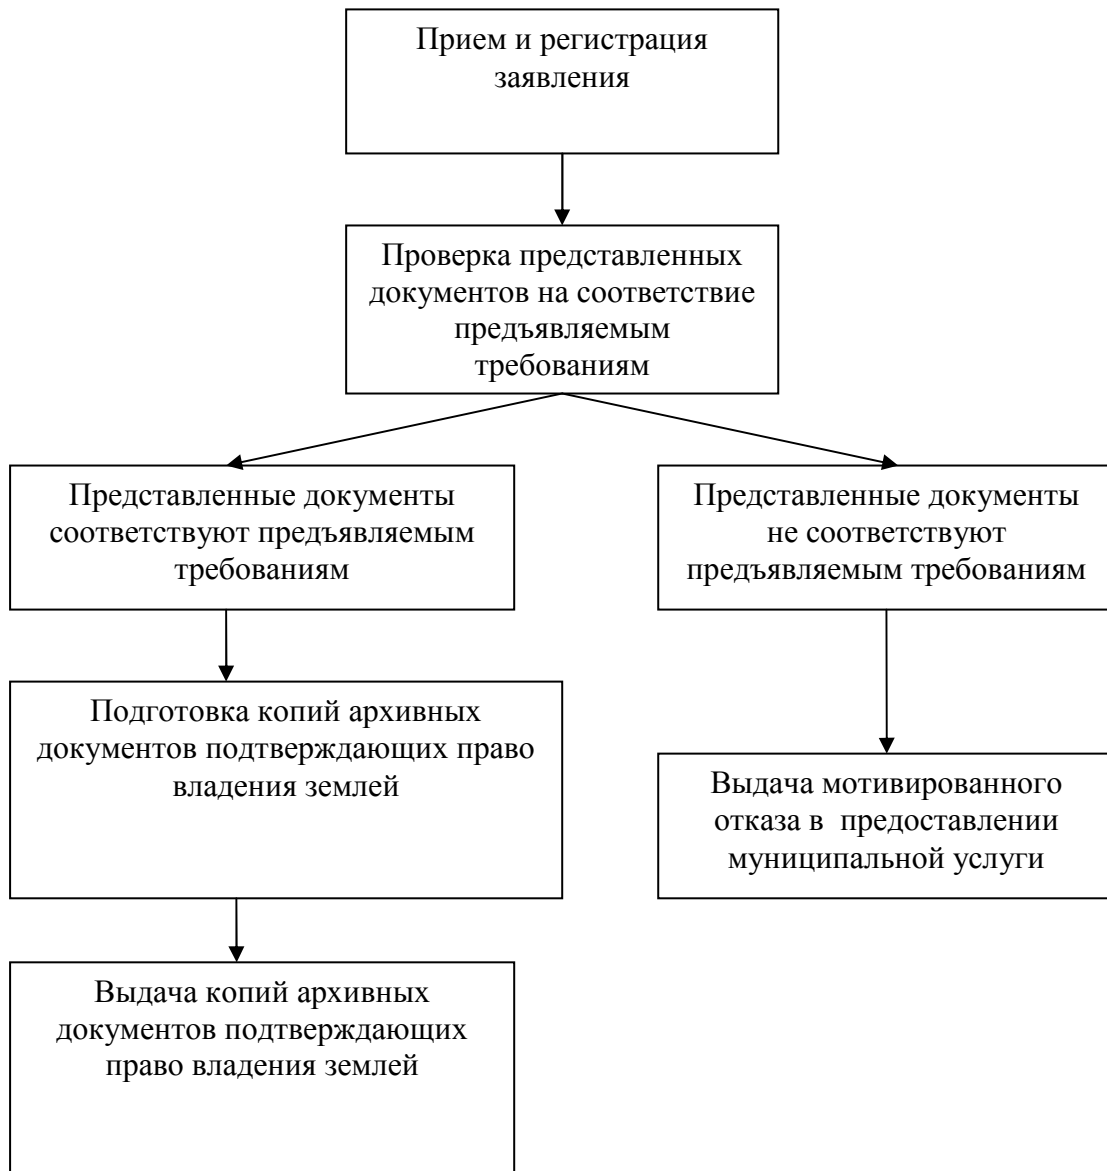 Прием и регистрация
заявления
Проверка представленных
документов на соответствие
предъявляемым
требованиям
Представленные документы
соответствуют предъявляемым
требованиям
Представленные документы
не соответствуют
предъявляемым требованиям
Подготовка копий архивных
документов подтверждающих право
владения землей
Выдача мотивированного
отказа в  предоставлении
муниципальной услуги
Выдача копий архивных
документов подтверждающих
право владения землей